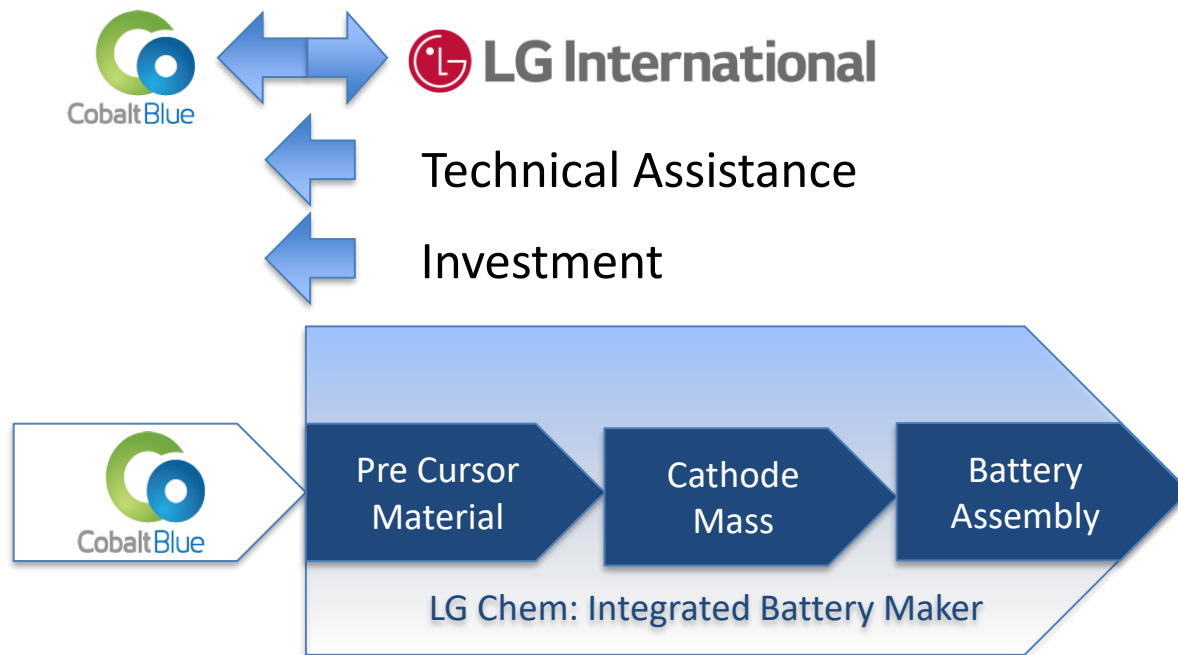 CobaltBlue
LG International
Technical Assistance
Investment
CobaltBlue
Pre Cursor
Material
Cathode
Mass
Battery
Assembly
LG Chem: Integrated Battery Maker